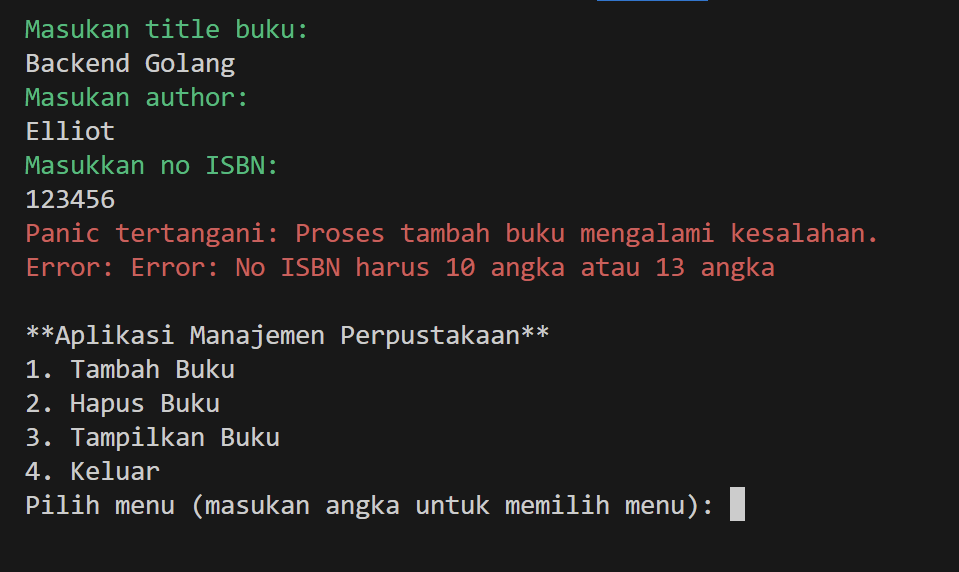 Masukan title buku:
Backend Golang
Masukan author:
Elliot
Masukkan no ISBN:
123456
Panic tertangani: Proses tambah buku mengalami kesalahan.
Error: Error: No ISBN harus 10 angka atau 13 angka
**Aplikasi Manajemen Perpustakaan**
1. Tambah Buku
2. Hapus Buku
3. Tampilkan Buku
4. Keluar
Pilih menu (masukan angka untuk memilih menu):